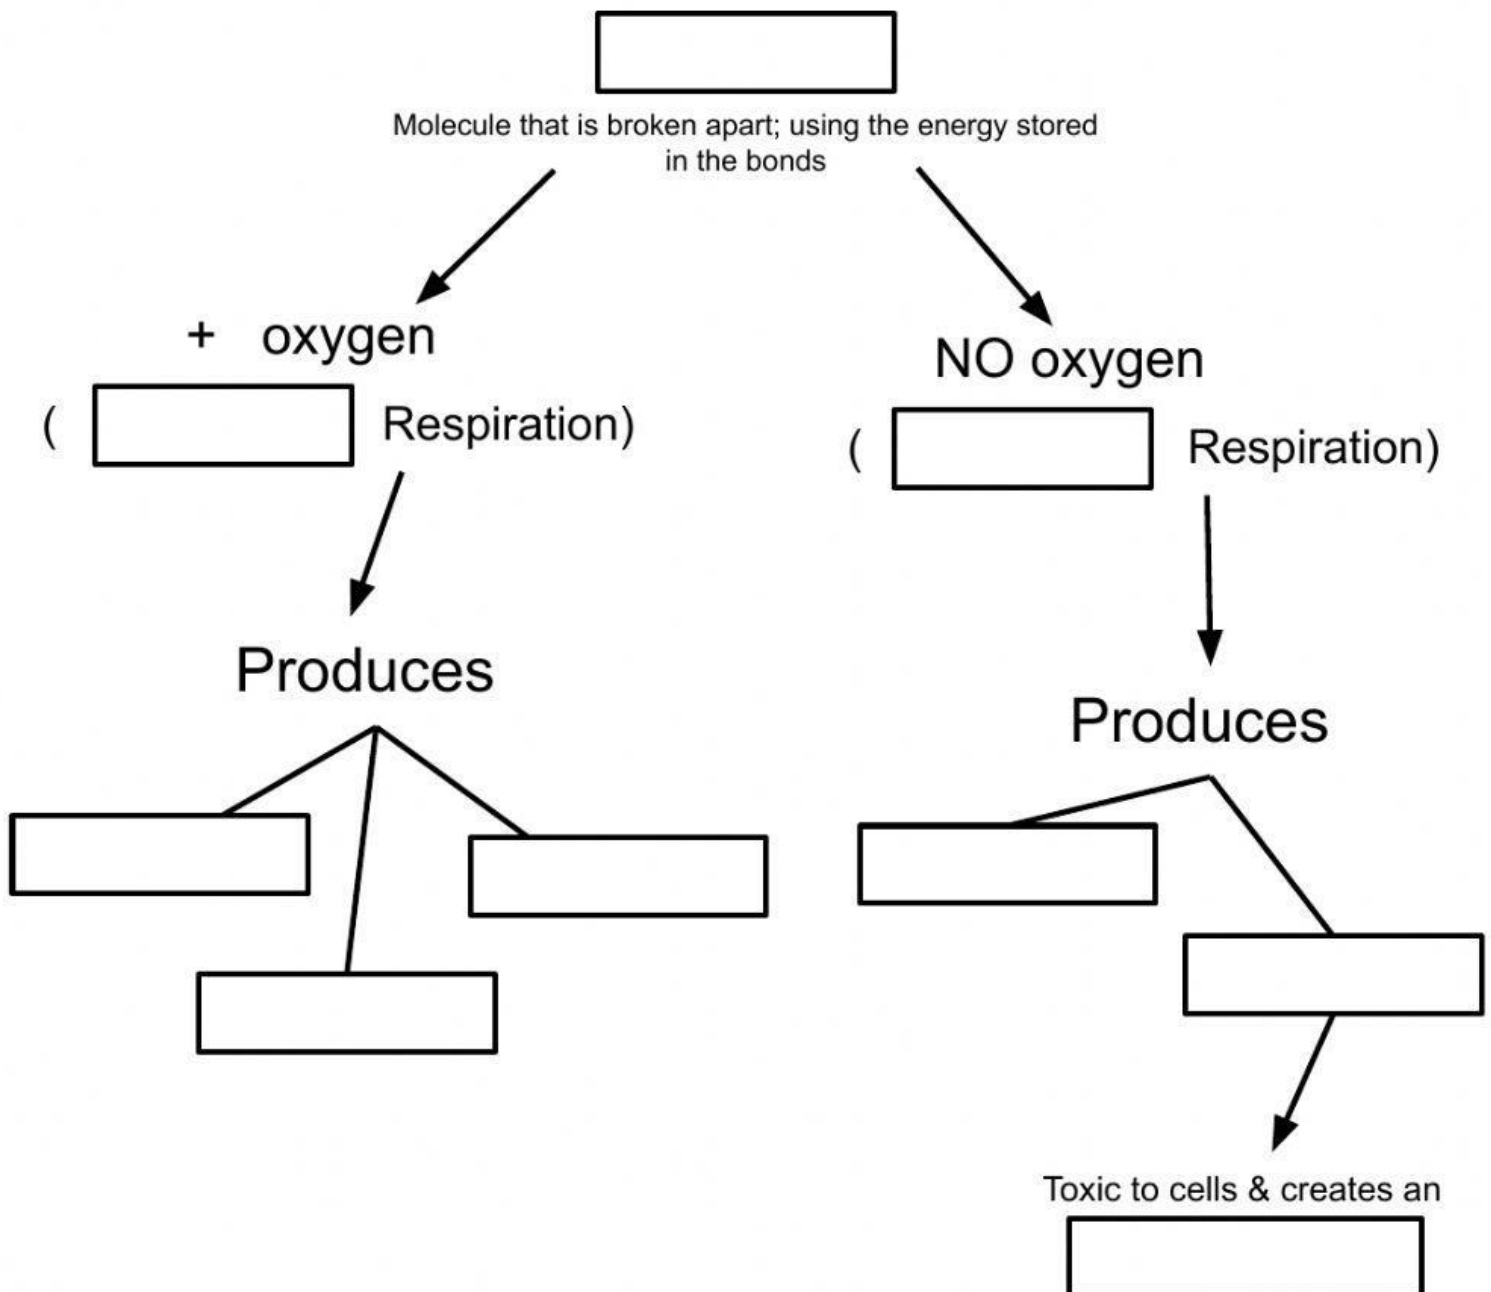 Molecule that is broken apart; using the energy stored
in the bonds
+ oxygen
( Respiration)
Produces
NO oxygen
( Respiration)
Produces
Toxic to cells & creates an